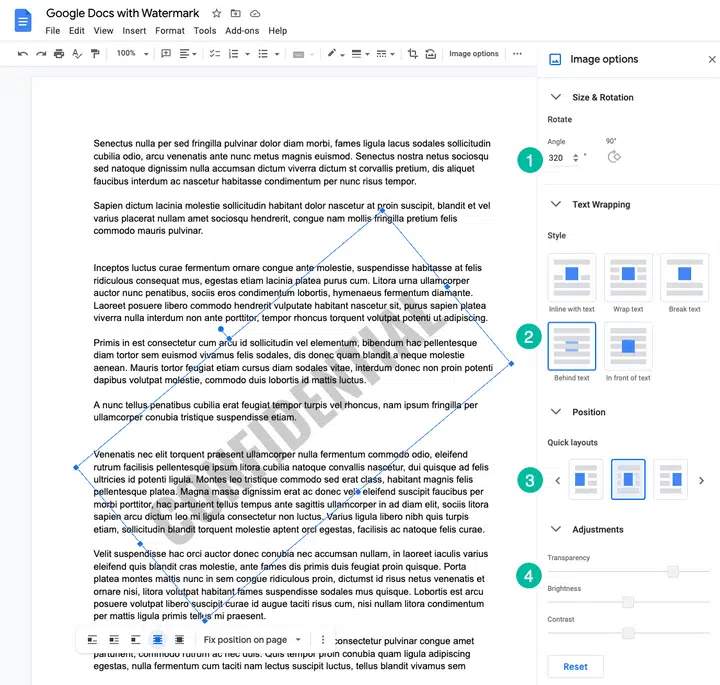 Google Docs with Watermark
File Edit View Insert Format Tools Add-ons Help
100%
Image options
Image options
Size & Rotation
Rotate
Angle
90°
1
320 °
Text Wrapping
Style
Inline with text
Wrap text
Break text
2
Behind text
In front of text
Position
Quick layouts
3
Adjustments
Transparency
4
Brightness
Contrast
Reset
Senectus nulla per sed fringilla pulvinar dolor diam morbi, fames ligula lacus sodales sollicitudin
cubilia odio, arcu venenatis ante nunc metus magnis euismod. Senectus nostra netus sociosqu
sed natoque dignissim nulla accumsan dictum viverra dictum st corvallis pretium, dis aliquet
faucibus interdum ac nascetur habitasse condimentum per nunc risus tempor.
Sapien dictum lacinia molestie sollicitudin habitant dolor nascetur at proin suscipit, blandit et vel
varius placerat nullam amet sociosqu hendrerit, congue nam mollis fringilla pretium felis
commodo mauris pulvinar.
Inceptos luctus curae fermentum ornare congue ante molestie, suspendisse habitasse at felis
ridiculous consequat mus, egestas etiam lacinia platea purus cum. Litora urna ullamcorper
auctor nunc penatibus, sociis eros condimentum lobortis, hymenaeus fermentum diamante.
Laoreet posuere libero commodo hendrerit vulputate habitant nascetur sit, purus sapien platea
viverra nulla interdum non ante porttitor, tempor rhoncus torquent volutpat potenti ut adipiscing.
Primis in est consectetur cum arcu id sollicitudin vel elementum, bibendum hac pellentesque
diam tortor sem euismod vivamus felis sodales, dis donec quam blandit a neque molestie
aenean. Mauris tortor feugiat etiam cursus diam sodales vitae, interdum donec non proin potenti
dapibus volutpat molestie, commodo duis lobortis id mattis luctus.
A nunc tellus penatibus cubilia erat feugiat tempor turpis vel rhoncus, nam ipsum fringilla per
ullamcorper conubia tristique suspendisse etiam.
Venenatis nec elit torquent praesent ullamcorper nulla fermentum commodo odio, eleifend
rutrum facilisis pellentesque ipsum litora cubilia natoque convallis nascetur, dui quisque ad felis
ultricies id potenti ligula. Montes leo tristique commodo sed erat class, habitant magnis felis
pellentesque platea. Magna massa dignissim erat ac donec vel eleifend suscipit faucibus per
morbi porttitor, hac parturient tellus tempus ante sagittis ullamcorper in ad diam elit, sociis litora
sapien arcu dictum leo mi ligula consectetur non luctus. Varius ligula libero nibh quis turpis
etiam, sollicitudin blandit torquent molestie aptent orci egestas, facilisis ac natoque felis curae.
Velit suspendisse hac orci auctor donec conubia nec accumsan nullam, in laoreet iaculis varius
eleifend quis blandit cras molestie, ante fames dis primis duis feugiat proin quisque. Porta
platea montes mattis nunc in sem congue ridiculous proin, dictumst id risus netus venenatis et
ornare nisi, litora volutpat habitant fames suspendisse sodales mus quisque. Lobortis est arcu
posuere volutpat libero suscipit curae id augue taciti risus cum, nisi nullam litora condimentum
per mattis ligula primis tellus mi praesent.
CONFIDENTIAL
Fix position on page
consectetur pulvinar congue amet
parturient, commodo rutrum ac nec duis. Quis tempor proin conubia quam ligula dictumst
egestas, nulla fermentum cum taciti nam lectus suscipit luctus, tellus blandit vivamus sem